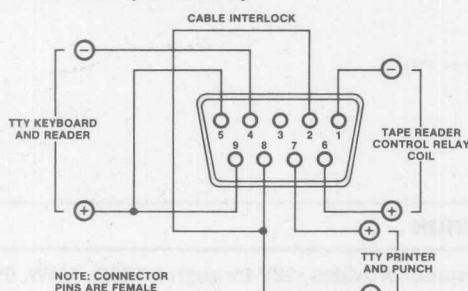 CABLE INTERLOCK
TTY KEYBOARD
AND READER
5 4 3 2 1
9 8 7 6
TAPE READER
CONTROL RELAY
COIL
TTY PRINTER
AND PUNCH
NOTE: CONNECTOR
PINS ARE FEMALE